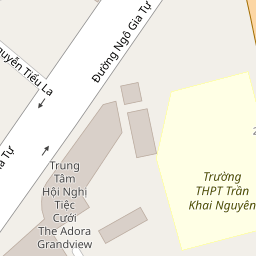 Đường Ngô Gia Tự
guyễn Tiểu La
Trung
Tâm
Hội Nghị
Tiệc
Cưới
The Adora
Grandview
Trường
THPT Trần
Khai Nguyên